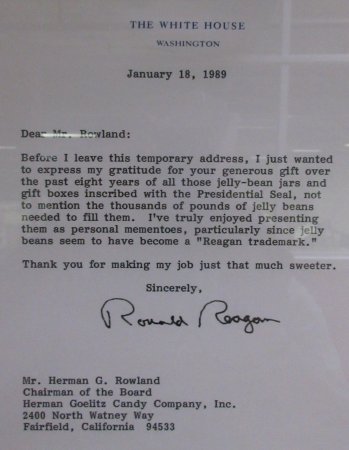 THE WHITE HOUSE
WASHINGTON
January 18, 1989
Dear Mr. Rowland:
Before I leave this temporary address, I just wanted
to express my gratitude for your generous gift over
the past eight years of all those jelly-bean jars and
gift boxes inscribed with the Presidential Seal, not
to mention the thousands of pounds of jelly beans
needed to fill them. I've truly enjoyed presenting
them as personal mementoes, particularly since jelly
beans seem to have become a "Reagan trademark."
Thank you for making my job just that much sweeter.
Sincerely,
Ronald Reagan
Mr. Herman G. Rowland
Chairman of the Board
Herman Goelitz Candy Company, Inc.
2400 North Watney Way
Fairfield, California 94533